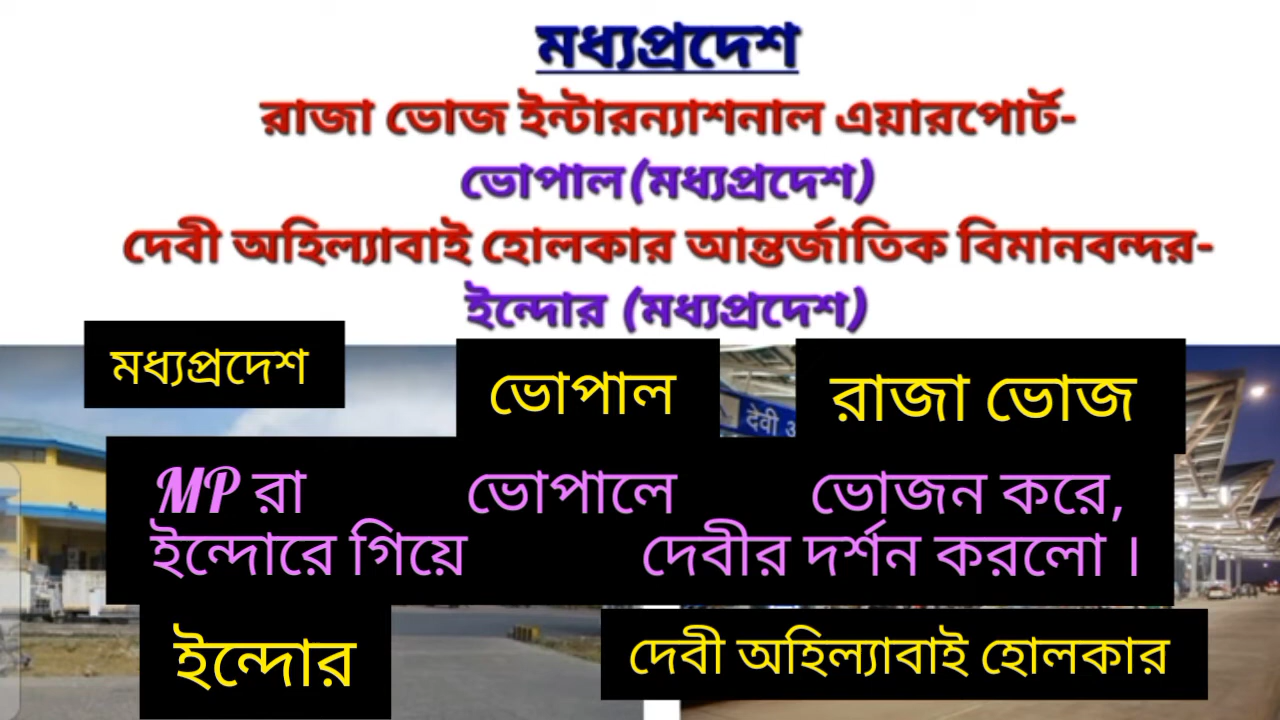 মধ্যপ্রদেশ
রাজা ভোজ ইন্টারন্যাশনাল এয়ারপোর্ট-
ভোপাল(মধ্যপ্রদেশ)
দেবী অহিল্যাবাই হোলকার আন্তর্জাতিক বিমানবন্দর-
ইন্দোর (মধ্যপ্রদেশ)
মধ্যপ্রদেশ ভোপাল রাজা ভোজ
देवी
MP রা ভোপালে ভোজন করে,
ইন্দোরে গিয়ে দেবীর দর্শন করলো ।
ইন্দোর দেবী অহিল্যাবাই হোলকার